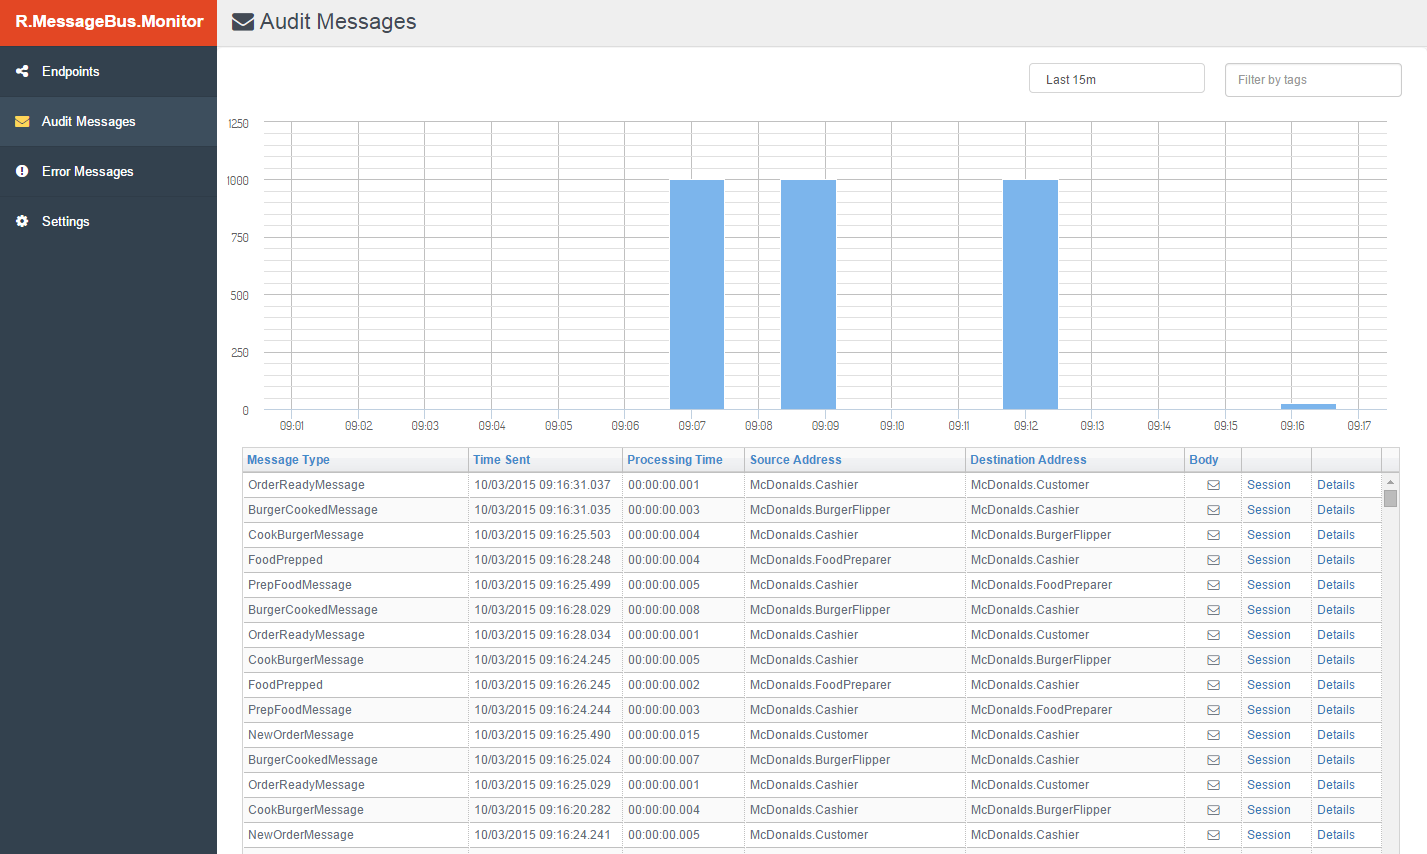 R.MessageBus.Monitor
Audit Messages
Endpoints
Audit Messages
Error Messages
Settings
Last 15m
Filter by tags
1250
1000
750
500
250
0
09:01 09:02 09:03 09:04 09:05 09:06 09:07 09:08 09:09 09:10 09:11 09:12 09:13 09:14 09:15 09:16 09:17
Message Type Time Sent Processing Time Source Address Destination Address Body
OrderReadyMessage 10/03/2015 09:16:31.037 00:00:00.001 McDonalds.Cashier McDonalds.Customer Session Details
BurgerCookedMessage 10/03/2015 09:16:31.035 00:00:00.003 McDonalds.BurgerFlipper McDonalds.Cashier Session Details
CookBurgerMessage 10/03/2015 09:16:25.503 00:00:00.004 McDonalds.Cashier McDonalds.BurgerFlipper Session Details
FoodPrepped 10/03/2015 09:16:28.248 00:00:00.004 McDonalds.FoodPreparer McDonalds.Cashier Session Details
PrepFoodMessage 10/03/2015 09:16:25.499 00:00:00.005 McDonalds.Cashier McDonalds.FoodPreparer Session Details
BurgerCookedMessage 10/03/2015 09:16:28.029 00:00:00.008 McDonalds.BurgerFlipper McDonalds.Cashier Session Details
OrderReadyMessage 10/03/2015 09:16:28.034 00:00:00.001 McDonalds.Cashier McDonalds.Customer Session Details
CookBurgerMessage 10/03/2015 09:16:24.245 00:00:00.005 McDonalds.Cashier McDonalds.BurgerFlipper Session Details
FoodPrepped 10/03/2015 09:16:26.245 00:00:00.002 McDonalds.FoodPreparer McDonalds.Cashier Session Details
PrepFoodMessage 10/03/2015 09:16:24.244 00:00:00.003 McDonalds.Cashier McDonalds.FoodPreparer Session Details
NewOrderMessage 10/03/2015 09:16:25.490 00:00:00.015 McDonalds.Customer McDonalds.Cashier Session Details
BurgerCookedMessage 10/03/2015 09:16:25.024 00:00:00.007 McDonalds.BurgerFlipper McDonalds.Cashier Session Details
OrderReadyMessage 10/03/2015 09:16:25.029 00:00:00.001 McDonalds.Cashier McDonalds.Customer Session Details
CookBurgerMessage 10/03/2015 09:16:20.282 00:00:00.004 McDonalds.Cashier McDonalds.BurgerFlipper Session Details
NewOrderMessage 10/03/2015 09:16:24.241 00:00:00.005 McDonalds.Customer McDonalds.Cashier Session Details